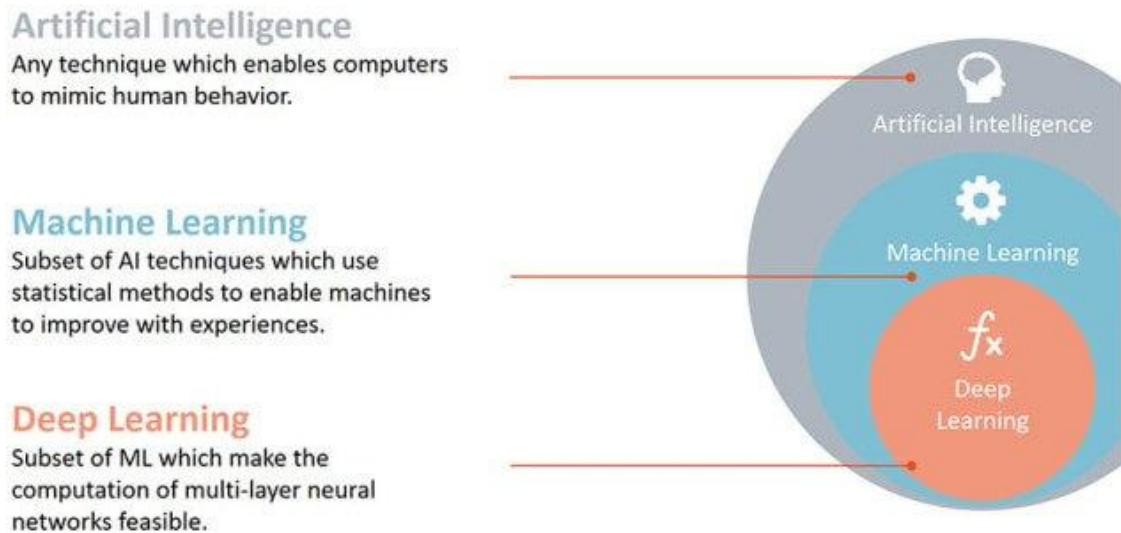 Artificial Intelligence
Any technique which enables computers
to mimic human behavior.
Machine Learning
Subset of AI techniques which use
statistical methods to enable machines
to improve with experiences.
Deep Learning
Subset of ML which make the
computation of multi-layer neural
networks feasible.
Artificial Intelligence
Machine Learning
fx
Deep
Learning